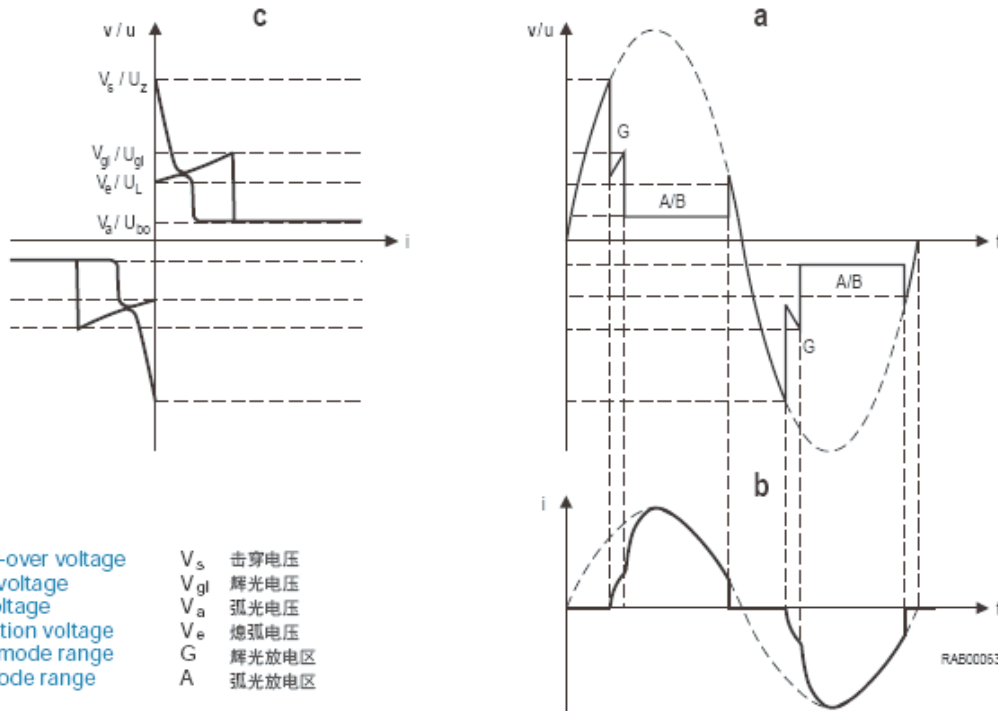 c
v / u
Vs / Uz
Vgl / Ugl
Ve / UL
Va / Ubo
i
a
v/u
G
A/B
t
A/B
G
b
i
t
RAB00053
-over voltage Vs 击穿电压
voltage Vgl 辉光电压
oltage Va 弧光电压
tion voltage Ve 熄弧电压
mode range G 辉光放电区
ode range A 弧光放电区